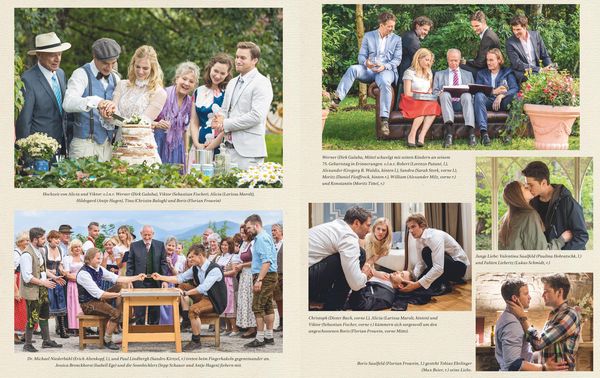 Hochzeit von Alicia und Viktor: v.l.n.r. Werner (Dirk Galuba), Viktor (Sebastian Fischer), Alicia (Larissa Marolt),
Hildegard (Antje Hagen), Tina (Christin Balogh) und Boris (Florian Frowein)
Dr. Michael Niederbühl (Erich Altenkopf, l.), und Paul Lindbergh (Sandro Kirtzel, r.) treten beim Fingerhakeln gegeneinander an.
Jessica Bronckhorst (Isabell Ege) und die Sonnbichlers (Sepp Schauer und Antje Hagen) fiebern mit.
Werner (Dirk Galuba, Mitte) schwelgt mit seinen Kindern an seinem
75. Geburtstag in Erinnerungen: v.l.n.r. Robert (Lorenzo Patané, l.),
Alexander (Gregory B. Waldis, hinten l.), Sandra (Sarah Stork, vorne l.),
Moritz (Daniel Fünffrock, hinten r.), William (Alexander Milz, vorne r.)
und Konstantin (Moritz Tittel, r.)
Junge Liebe: Valentina Saalfeld (Paulina Hobratschk, l.)
und Fabien Liebertz (Lukas Schmidt, r.)
Christoph (Dieter Bach, vorne l.), Alicia (Larissa Marolt, hinten) und
Viktor (Sebastian Fischer, vorne r.) kümmern sich sorgenvoll um den
angeschossenen Boris (Florian Frowein, liegend).
Boris Saalfeld (Florian Frowein, l.) gesteht Tobias Ehrlinger
(Max Beier, r.) seine Liebe.